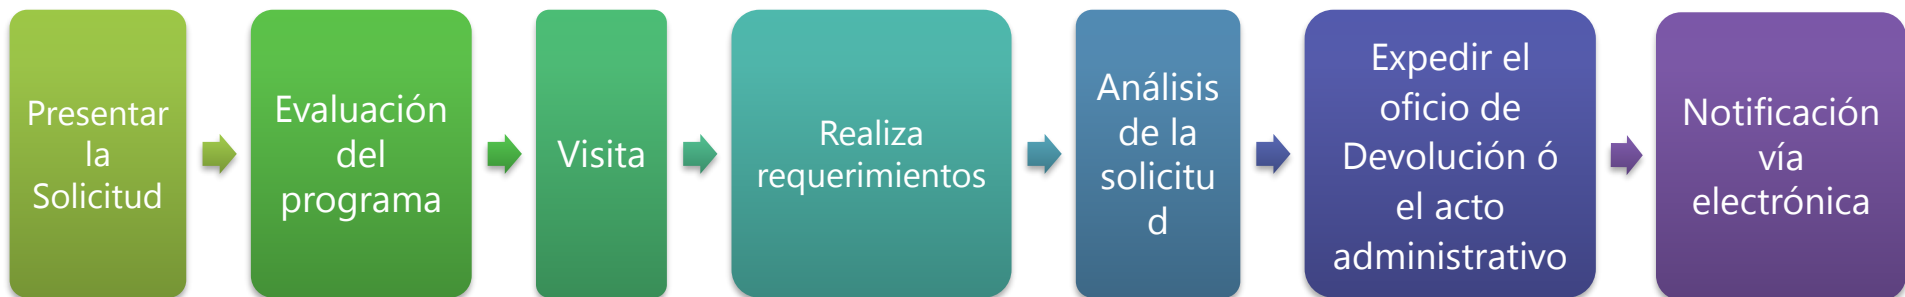 Presentar
la
Solicitud
Evaluación
del
programa
Visita
Realiza
requerimientos
Análisis
de la
solicitu
d
Expedir el
oficio de
Devolución ó
el acto
administrativo
Notificación
vía
electrónica